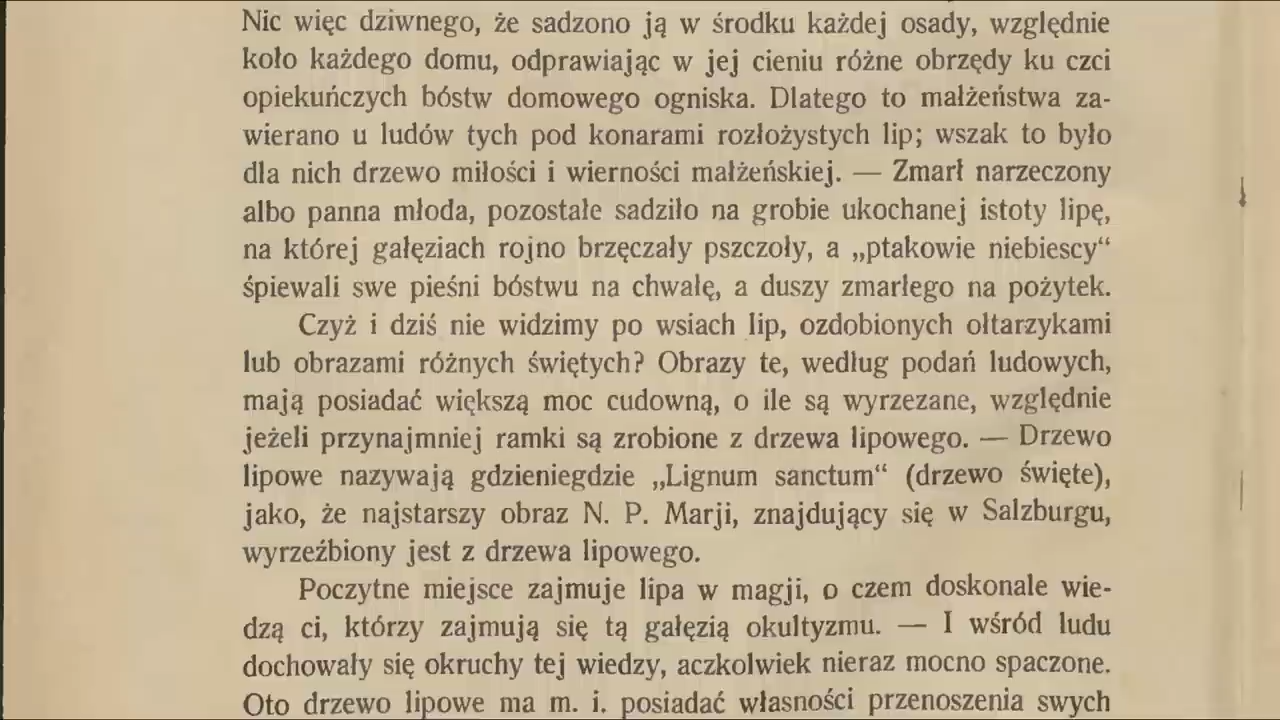 Nic więc dziwnego, że sadzono ją w środku każdej osady, względnie
koło każdego domu, odprawiając w jej cieniu różne obrzędy ku czci
opiekuńczych bóstw domowego ogniska. Dlatego to małżeństwa za-
wierano u ludów tych pod konarami rozłożystych lip; wszak to było
dla nich drzewo miłości i wierności małżeńskiej. — Zmarł narzeczony
albo panna młoda, pozostałe sadziło na grobie ukochanej istoty lipę,
na której gałęziach rojno brzęczały pszczoły, a „ptakowie niebiescy“
śpiewali swe pieśni bóstwu na chwałę, a duszy zmarłego na pożytek.
Czyż i dziś nie widzimy po wsiach lip, ozdobionych ołtarzykami
lub obrazami różnych świętych? Obrazy te, według podań ludowych,
mają posiadać większą moc cudowną, o ile są wyrzezane, względnie
jeżeli przynajmniej ramki są zrobione z drzewa lipowego. — Drzewo
lipowe nazywają gdzieniegdzie „Lignum sanctum“ (drzewo święte),
jako, że najstarszy obraz N. P. Marji, znajdujący się w Salzburgu,
wyrzeźbiony jest z drzewa lipowego.
Poczytne miejsce zajmuje lipa w magji, o czem doskonale wie-
dzą ci, którzy zajmują się tą gałęzią okultyzmu. — I wśród ludu
dochowały się okruchy tej wiedzy, aczkolwiek nieraz mocno spaczone.
Oto drzewo lipowe ma m. i. posiadać własności przenoszenia swych